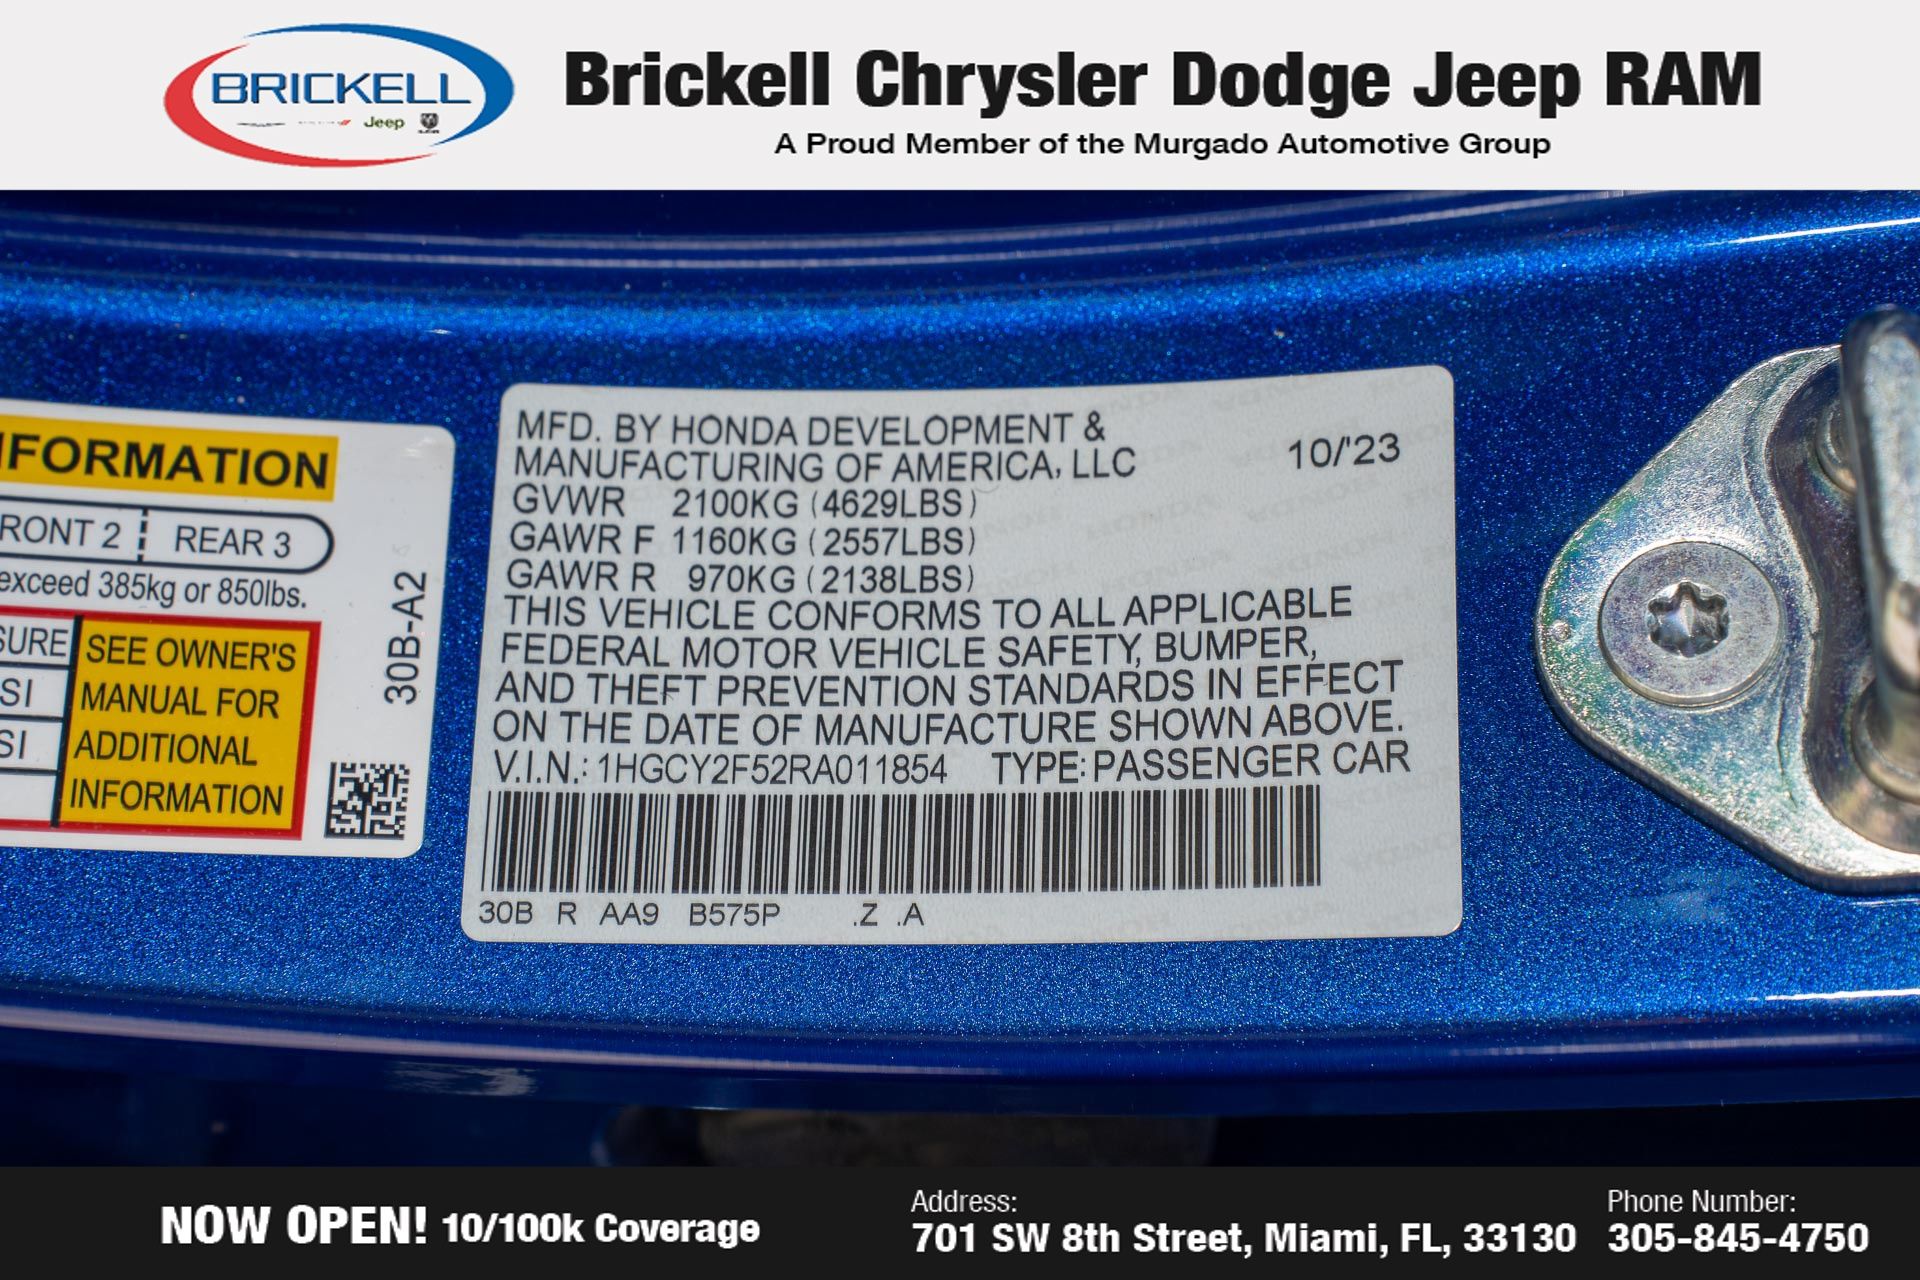 BRICKELL
Jeep
RAM
Brickell Chrysler Dodge Jeep RAM
A Proud Member of the Murgado Automotive Group
NFORMATION
RONT 2 REAR 3
exceed 385kg or 850lbs.
SURE
SI
SI
SEE OWNER'S
MANUAL FOR
ADDITIONAL
INFORMATION
30B-A2
MFD. BY HONDA DEVELOPMENT &
MANUFACTURING OF AMERICA, LLC 10/'23
GVWR 2100KG (4629LBS)
GAWR F 1160KG (2557LBS)
GAWR R 970KG (2138LBS)
THIS VEHICLE CONFORMS TO ALL APPLICABLE
FEDERAL MOTOR VEHICLE SAFETY, BUMPER,
AND THEFT PREVENTION STANDARDS IN EFFECT
ON THE DATE OF MANUFACTURE SHOWN ABOVE.
V.I.N.: 1HGCY2F52RA011854 TYPE: PASSENGER CAR
30B R AA9 B575P .Z .A
NOW OPEN! 10/100k Coverage
Address:
701 SW 8th Street, Miami, FL, 33130
Phone Number:
305-845-4750